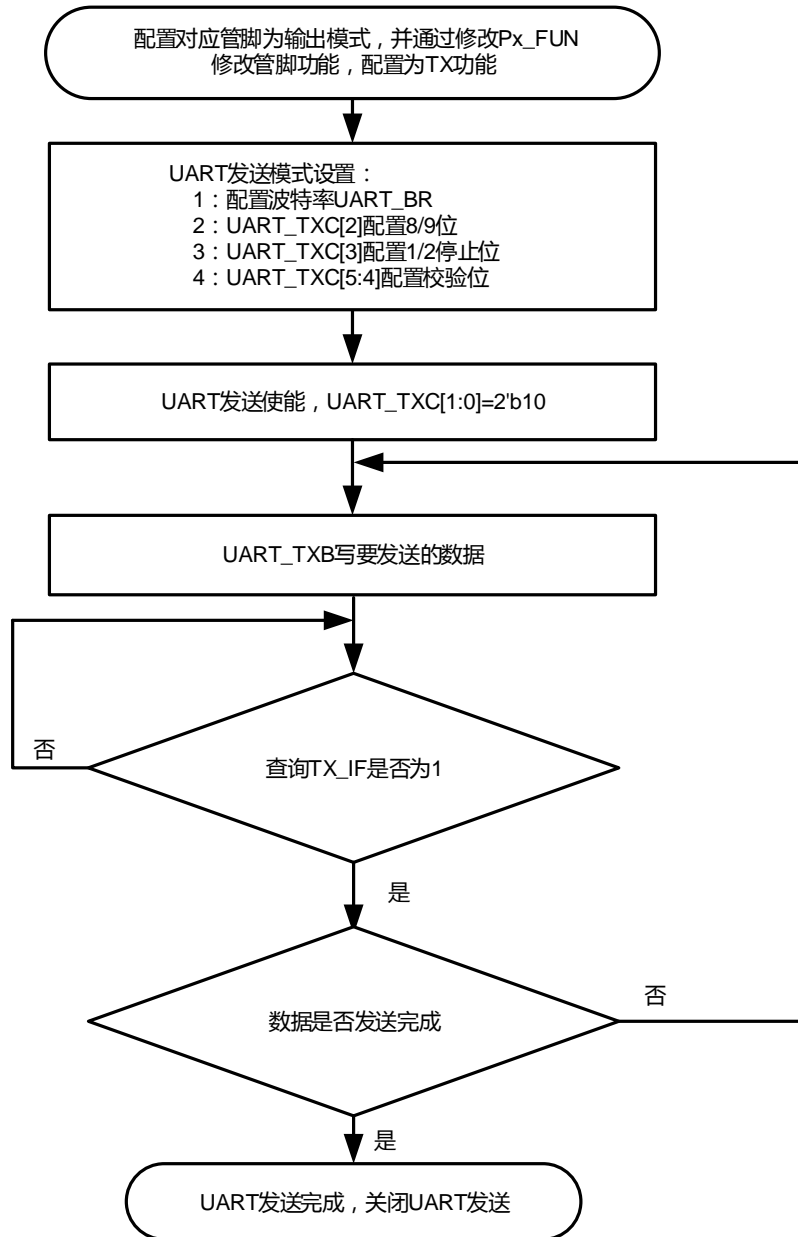 配置对应管脚为输出模式，并通过修改Px_FUN
修改管脚功能，配置为TX功能
UART发送模式设置：
1：配置波特率UART_BR
2：UART_TXC[2]配置8/9位
3：UART_TXC[3]配置1/2停止位
4：UART_TXC[5:4]配置校验位
UART发送使能，UART_TXC[1:0]=2'b10
UART_TXB写要发送的数据
否
查询TX_IF是否为1
是
否
数据是否发送完成
是
UART发送完成，关闭UART发送